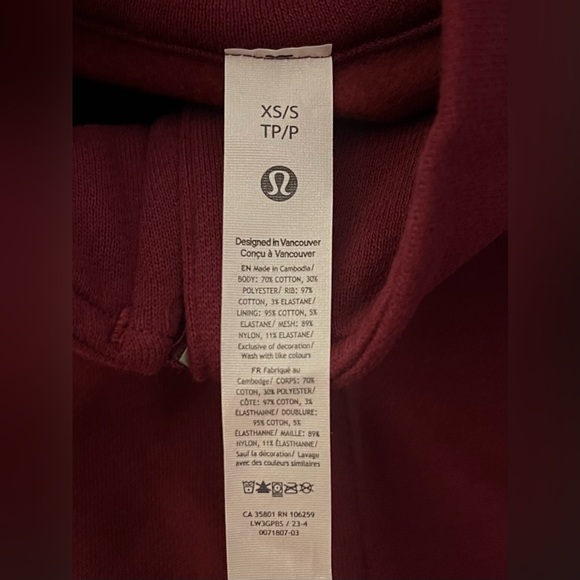 XS/S
TP/P
Designed in Vancouver
Conçu à Vancouver
EN Made in Cambodia/
BODY: 70% COTTON, 30%
POLYESTER/ RIB: 97%
COTTON, 3% ELASTANE/
LINING: 95% COTTON, 5%
ELASTANE/ MESH: 89%
NYLON, 11% ELASTANE/
Exclusive of decoration/
Wash with like colours
FR Fabriqué au
Cambodge/ CORPS: 70%
COTON, 30% POLYESTER/
CÔTE: 97% COTON, 3%
ÉLASTHANNE/ DOUBLURE:
95% COTON, 5%
ÉLASTHANNE/ MAILLE: 89%
NYLON, 11% ÉLASTHANNE/
Sauf la décoration/ Lavage
avec des couleurs similaires
CA 35801 RN 106259
LW3GPBS / 23-4
0071807-03